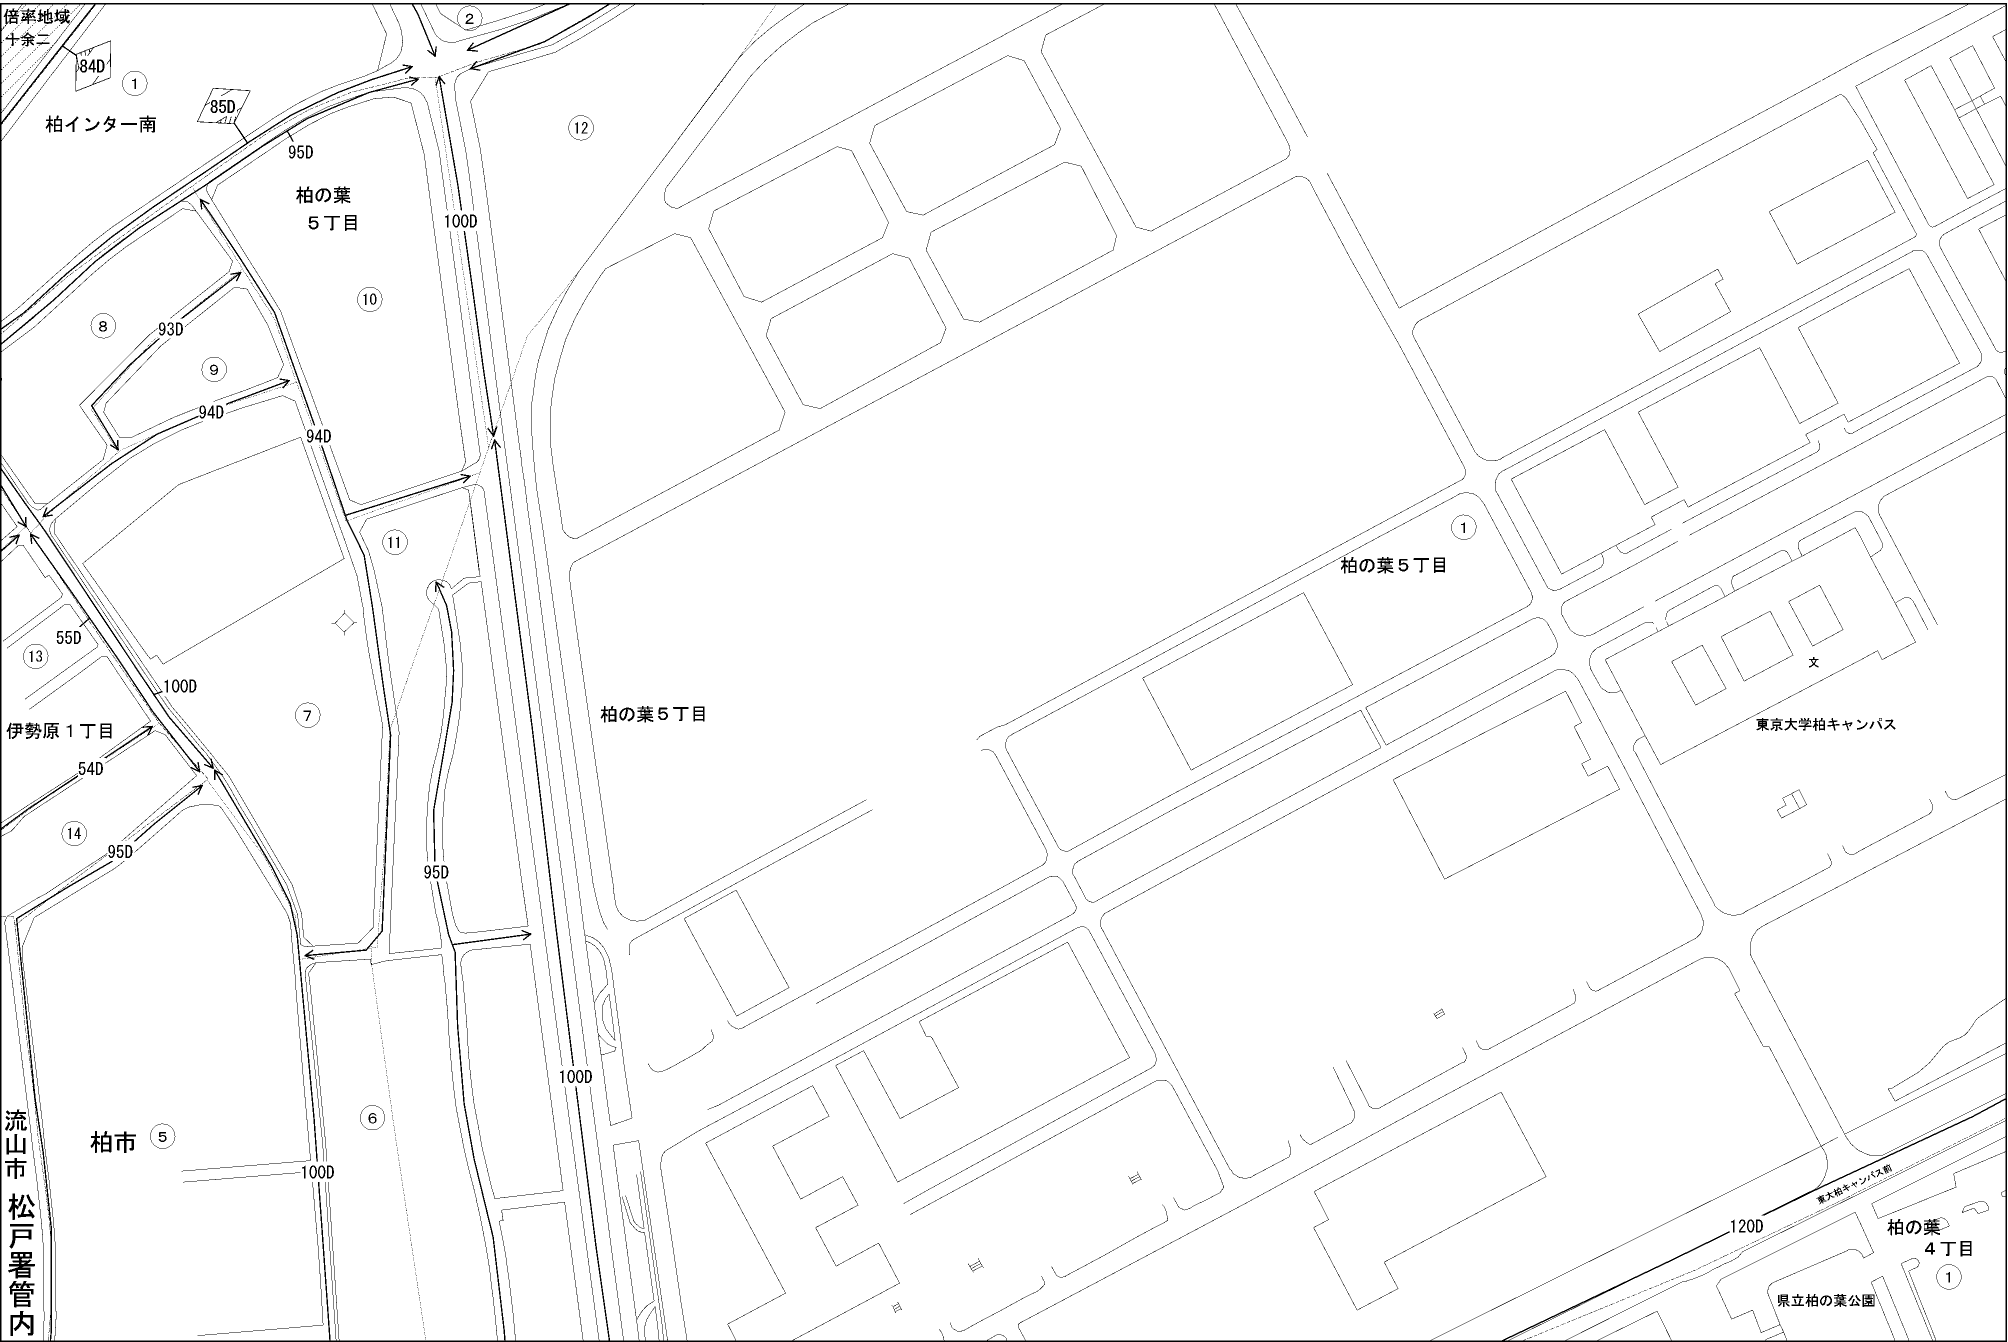 倍率地域
十余二
84D
①
柏インター南
85D
95D
②
⑫
柏の葉
５丁目
100D
⑩
⑧
93D
⑨
94D
94D
⑪
①
柏の葉５丁目
55D
⑬
100D
⑦
柏の葉５丁目
文
東京大学柏キャンパス
伊勢原１丁目
54D
⑭
95D
95D
100D
⑥
柏市
⑤
100D
流山市
松戸署管内
東大柏キャンパス前
120D
柏の葉
４丁目
①
県立柏の葉公園